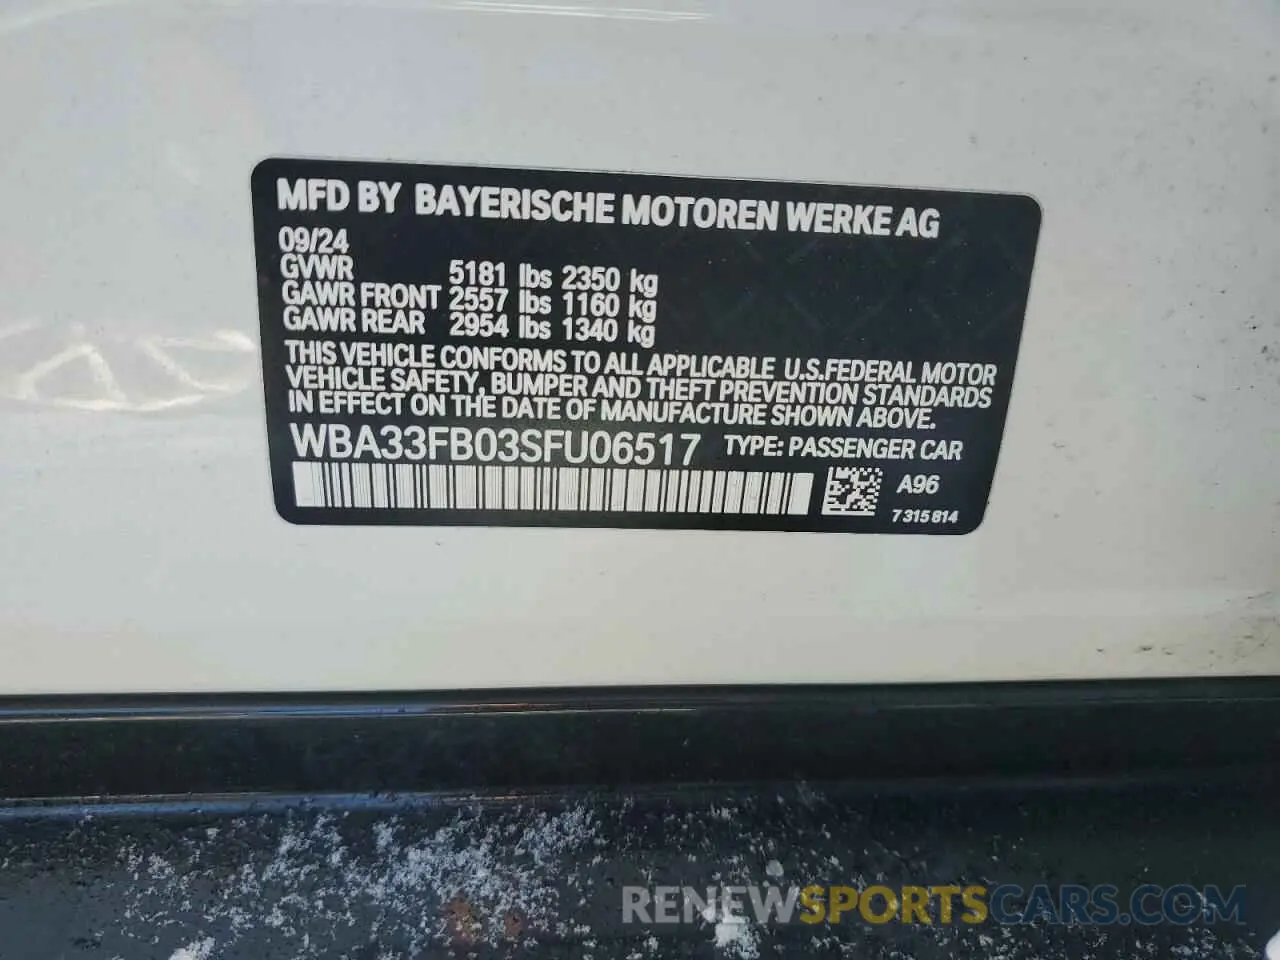 MFD BY BAYERISCHE MOTOREN WERKE AG
09/24
GVWR 5181 lbs 2350 kg
GAWR FRONT 2557 lbs 1160 kg
GAWR REAR 2954 lbs 1340 kg
THIS VEHICLE CONFORMS TO ALL APPLICABLE U.S.FEDERAL MOTOR
VEHICLE SAFETY, BUMPER AND THEFT PREVENTION STANDARDS
IN EFFECT ON THE DATE OF MANUFACTURE SHOWN ABOVE.
WBA33FB03SFU06517 TYPE: PASSENGER CAR
A96
7 315 814
RENEWSPORTSCARS.COM